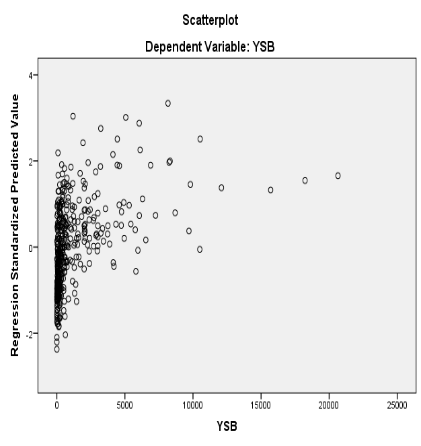 Scatterplot
Dependent Variable: YSB
Regression Standardized Predicted Value
4
2
0
-2
0
5000
10000
15000
20000
25000
YSB